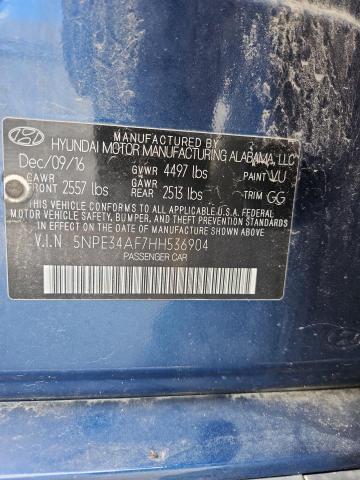 MANUFACTURED BY
HYUNDAI MOTOR MANUFACTURING ALABAMA, LLC
Dec/09/16 GVWR 4497 lbs PAINT VU
GAWR FRONT 2557 lbs GAWR REAR 2513 lbs TRIM GG
THIS VEHICLE CONFORMS TO ALL APPLICABLE U.S.A. FEDERAL
MOTOR VEHICLE SAFETY, BUMPER, AND THEFT PREVENTION
STANDARDS IN EFFECT ON THE DATE OF MANUFACTURE SHOWN ABOVE.
V.I.N 5NPE34AF7HH536904
PASSENGER CAR